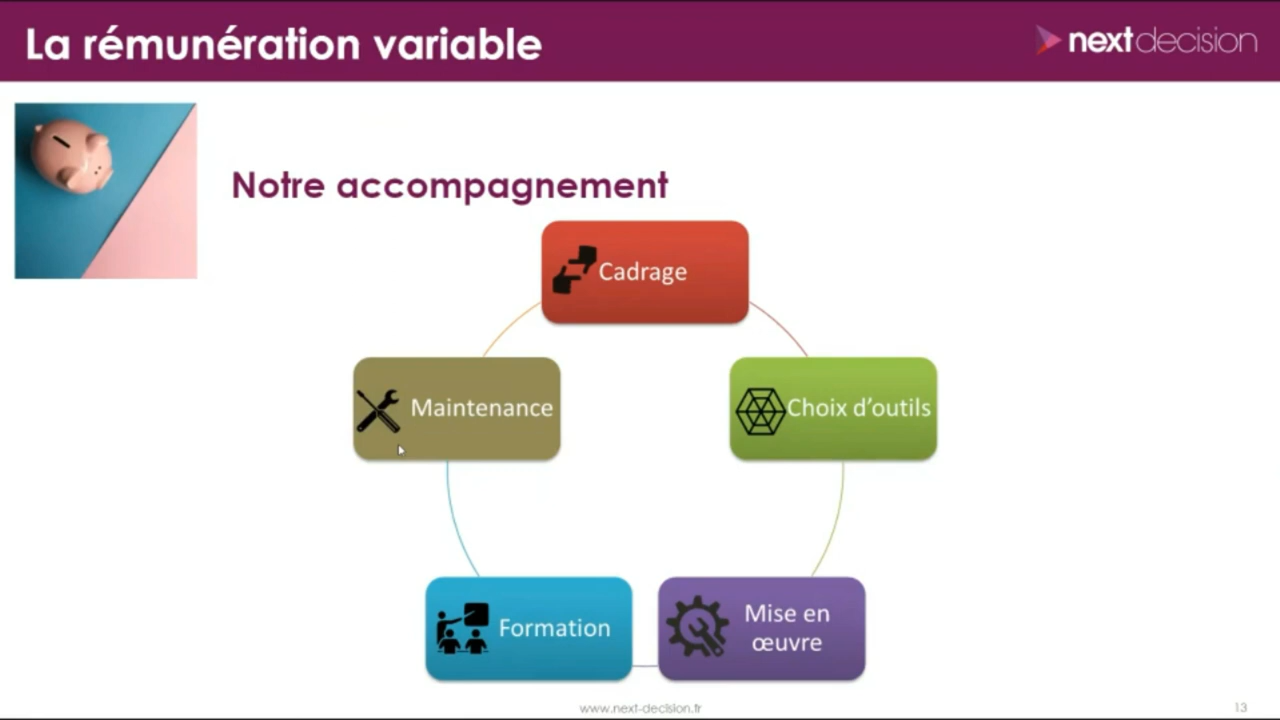 La rémunération variable
nextdecision
Notre accompagnement
Cadrage
Maintenance
Choix d’outils
Formation
Mise en
œuvre
www.next-decision.fr
13